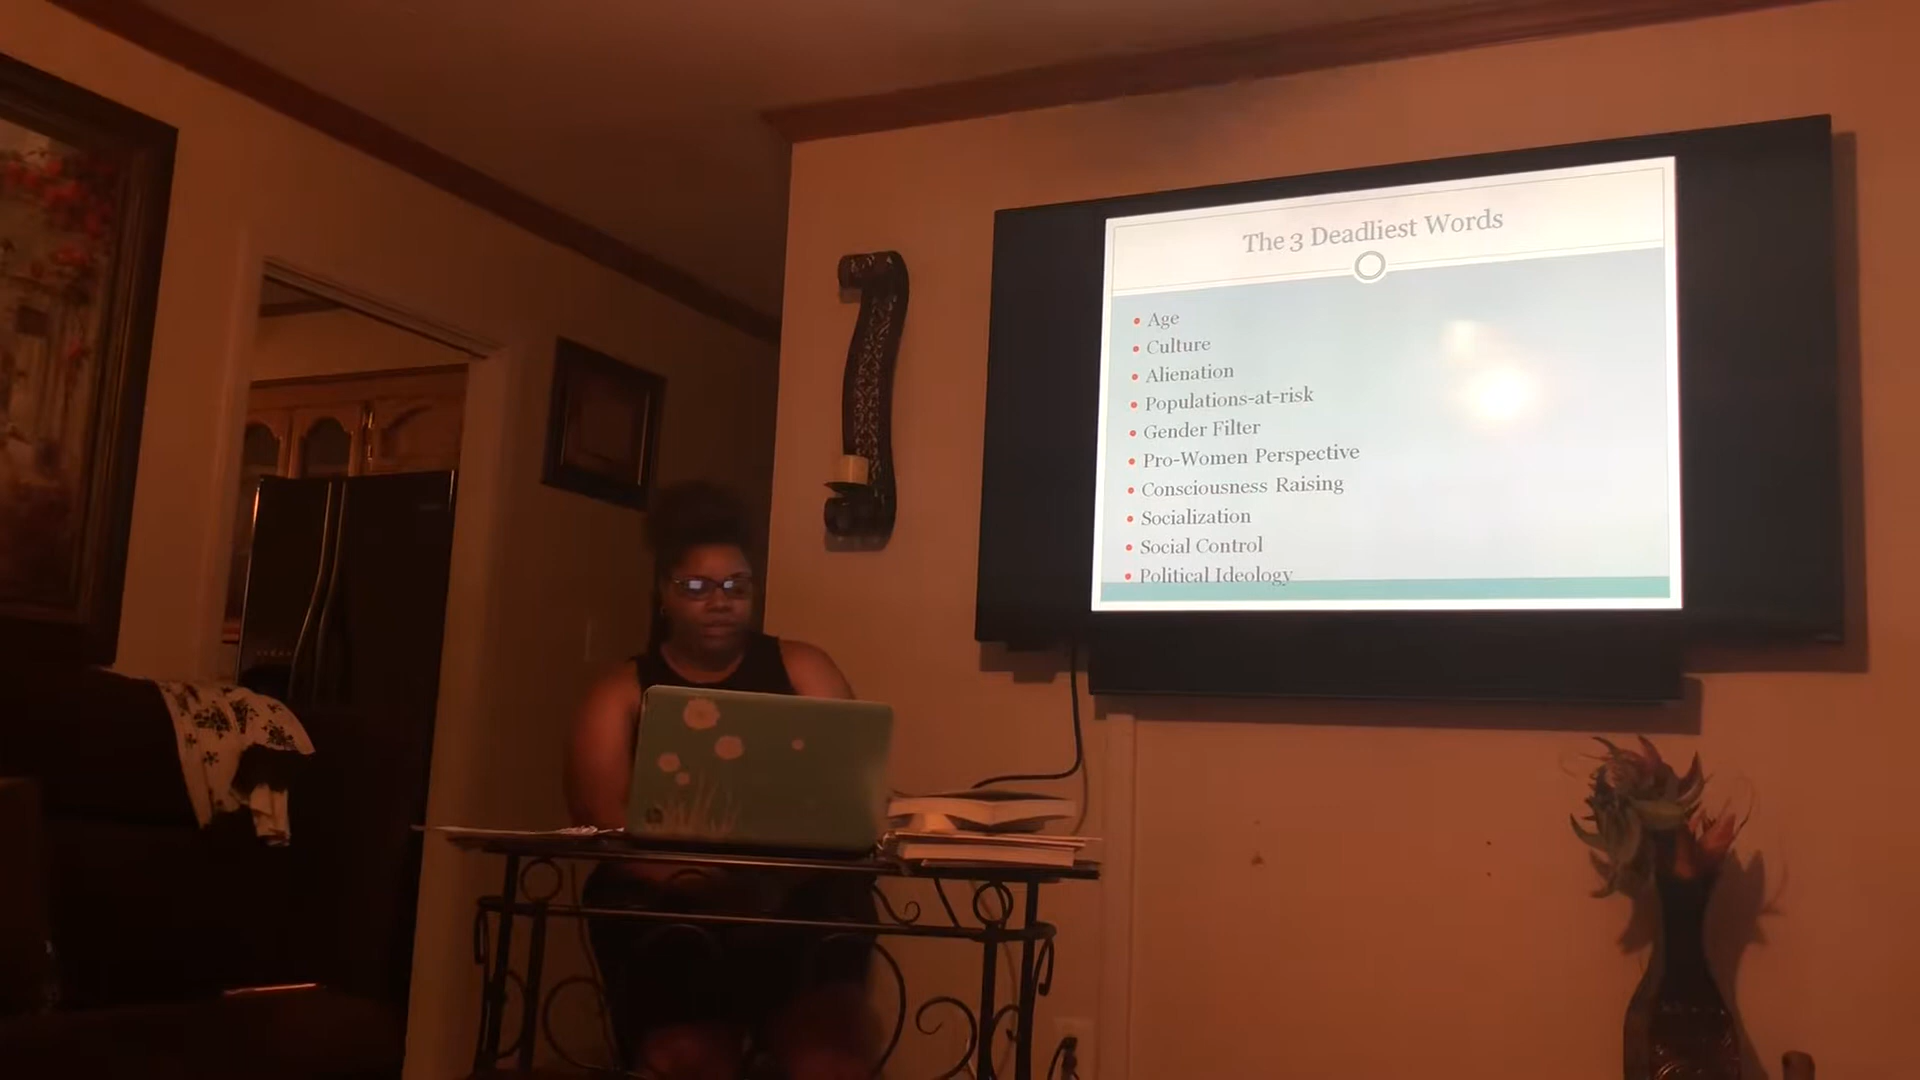 The 3 Deadliest Words
• Age
• Culture
• Alienation
• Populations-at-risk
• Gender Filter
• Pro-Women Perspective
• Consciousness Raising
• Socialization
• Social Control
• Political Ideology